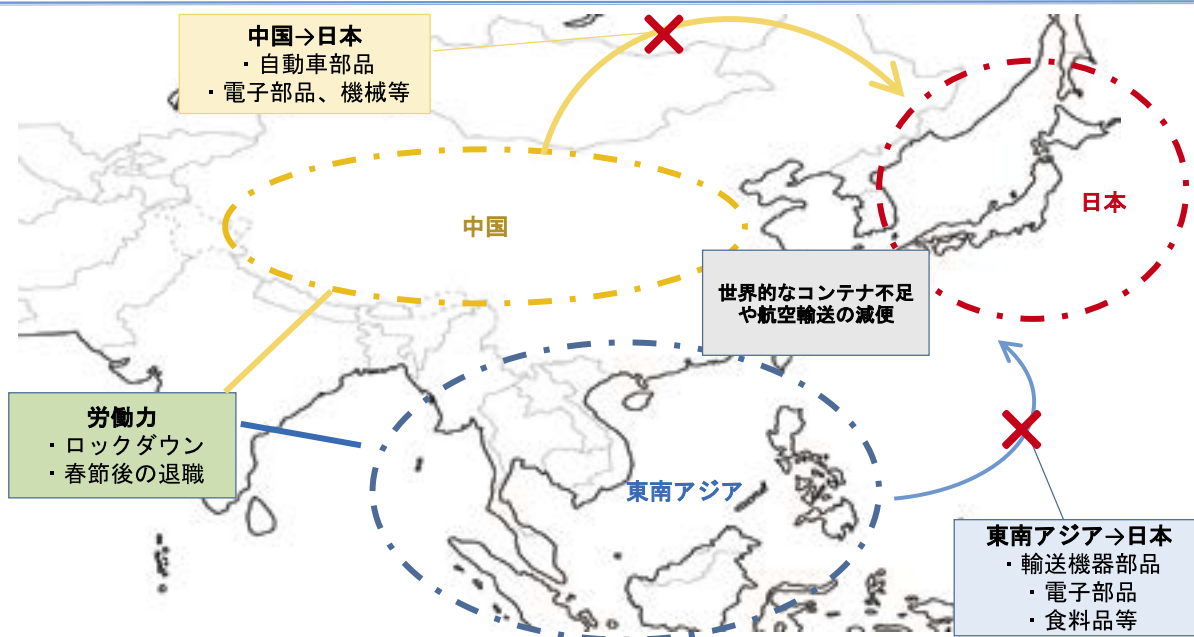 中国→日本
・自動車部品
・電子部品、機械等
中国
日本
世界的なコンテナ不足
や航空輸送の減便
労働力
・ロックダウン
・春節後の退職
東南アジア
東南アジア→日本
・輸送機器部品
・電子部品
・食料品等